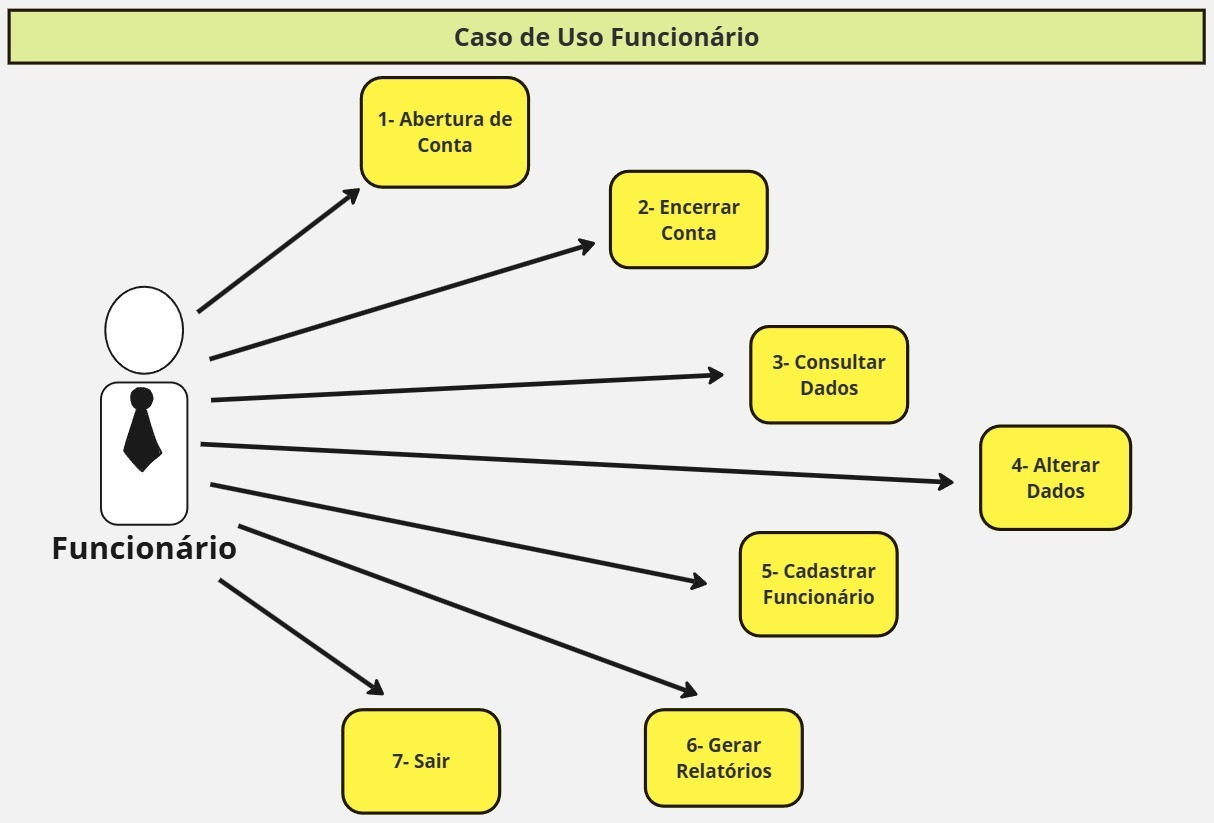 Caso de Uso Funcionário
1- Abertura de
Conta
2- Encerrar
Conta
3- Consultar
Dados
4- Alterar
Dados
5- Cadastrar
Funcionário
Funcionário
6- Gerar
Relatórios
7- Sair